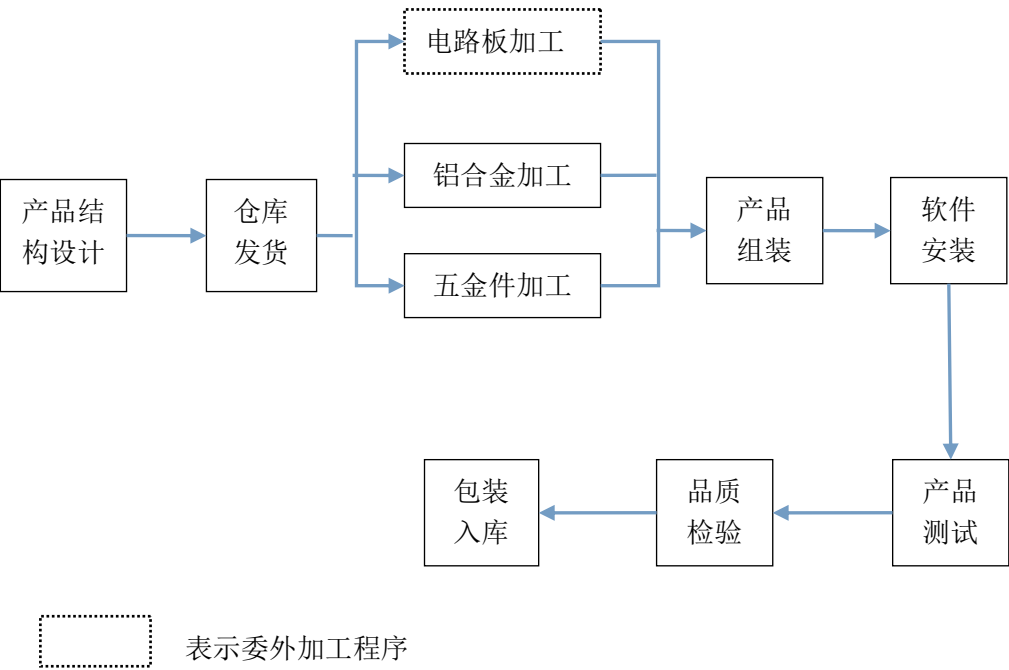 电路板加工
铝合金加工
五金件加工
产品结
构设计
仓库
发货
产品
组装
软件
安装
包装
入库
品质
检验
产品
测试
表示委外加工程序